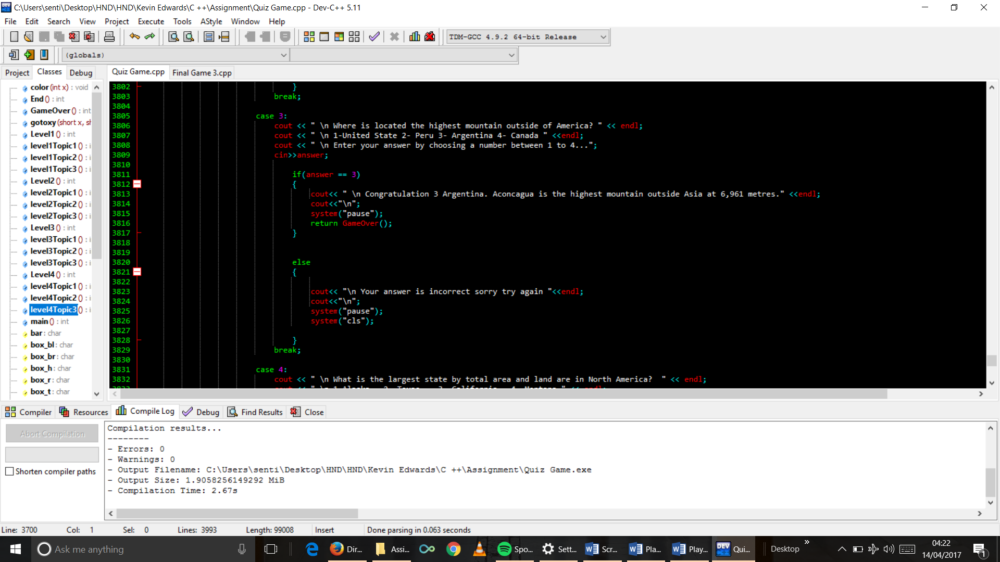 C:\Users\senti\Desktop\HND\HND\Kevin Edwards\C ++\Assignment\Quiz Game.cpp - Dev-C++ 5.11
File Edit Search View Project Execute Tools AStyle Window Help
TDM-GCC 4.9.2 64-bit Release
(globals)
Project Classes Debug
Quiz Game.cpp Final Game 3.cpp
color (int x) : void
End () : int
GameOver () : int
gotoxy (short x, sh
Level1 () : int
level1Topic1 () : i
level1Topic2 () : i
level1Topic3 () : i
Level2 () : int
level2Topic1 () : i
level2Topic2 () : i
level2Topic3 () : i
Level3 () : int
level3Topic1 () : i
level3Topic2 () : i
level3Topic3 () : i
Level4 () : int
level4Topic1 () : i
level4Topic2 () : i
level4Topic3 () : i
main () : int
bar : char
box_bl : char
box_br : char
box_h : char
box_r : char
box_t : char
3802 }
3803 break;
3804
3805 case 3:
3806 cout << " \n Where is located the highest mountain outside of America? " << endl;
3807 cout << " \n 1-United State 2- Peru 3- Argentina 4- Canada " <<endl;
3808 cout << " \n Enter your answer by choosing a number between 1 to 4...";
3809 cin>>answer;
3810
3811 if(answer == 3)
3812 {
3813 cout<< " \n Congratulation 3 Argentina. Aconcagua is the highest mountain outside Asia at 6,961 metres." <<endl;
3814 cout<<"\n";
3815 system("pause");
3816 return GameOver();
3817 }
3818
3819
3820 else
3821 {
3822
3823 cout<< "\n Your answer is incorrect sorry try again "<<endl;
3824 cout<<"\n";
3825 system("pause");
3826 system("cls");
3827
3828 }
3829 break;
3830
3831 case 4:
3832 cout << " \n What is the largest state by total area and land are in North America?  " << endl;
Compiler Resources Compile Log Debug Find Results Close
Abort Compilation
Shorten compiler paths
Compilation results...
--------
- Errors: 0
- Warnings: 0
- Output Filename: C:\Users\senti\Desktop\HND\HND\Kevin Edwards\C ++\Assignment\Quiz Game.exe
- Output Size: 1.9058256149292 MiB
- Compilation Time: 2.67s
Line: 3700 Col: 1 Sel: 0 Lines: 3993 Length: 99008 Insert Done parsing in 0.063 seconds
Ask me anything
Dir... Assi... Spo... Sett... Scr... Pla... Play... DEV Qui... Desktop
04:22
14/04/2017
1